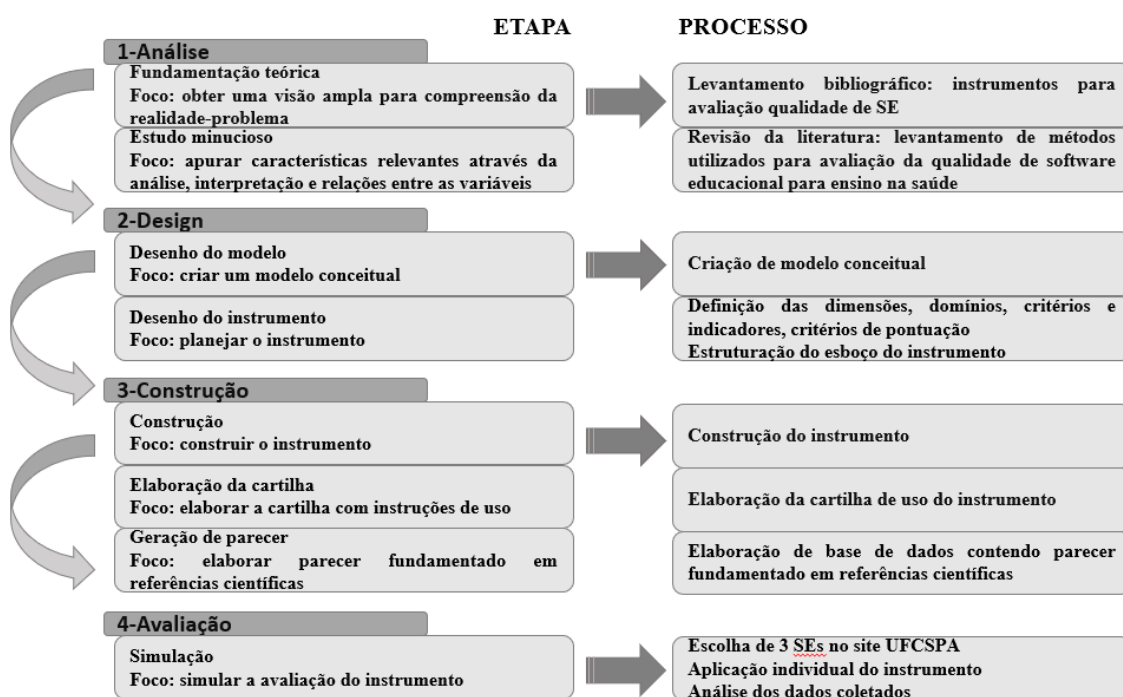 ETAPA PROCESSO
1-Análise
Fundamentação teórica
Foco: obter uma visão ampla para compreensão da
realidade-problema
Levantamento bibliográfico: instrumentos para
avaliação qualidade de SE
Estudo minucioso
Foco: apurar características relevantes através da
análise, interpretação e relações entre as variáveis
Revisão da literatura: levantamento de métodos
utilizados para avaliação da qualidade de software
educacional para ensino na saúde
2-Design
Desenho do modelo
Foco: criar um modelo conceitual
Criação de modelo conceitual
Desenho do instrumento
Foco: planejar o instrumento
Definição das dimensões, domínios, critérios e
indicadores, critérios de pontuação
Estruturação do esboço do instrumento
3-Construção
Construção
Foco: construir o instrumento
Construção do instrumento
Elaboração da cartilha
Foco: elaborar a cartilha com instruções de uso
Elaboração da cartilha de uso do instrumento
Geração de parecer
Foco: elaborar parecer fundamentado em
referências científicas
Elaboração de base de dados contendo parecer
fundamentado em referências científicas
4-Avaliação
Simulação
Foco: simular a avaliação do instrumento
Escolha de 3 SEs no site UFCSPA
Aplicação individual do instrumento
Análise dos dados coletados